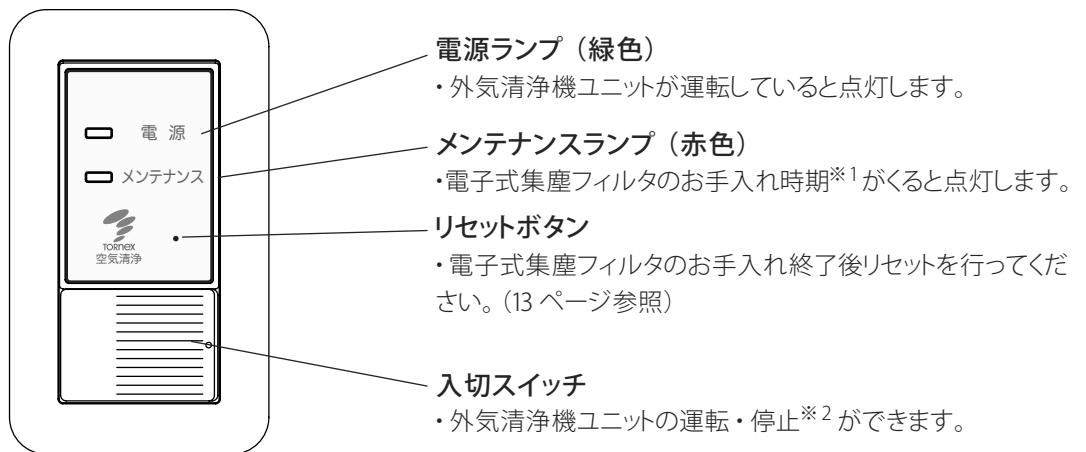 電源ランプ（緑色）
・外気清浄機ユニットが運転していると点灯します。
電源
メンテナンスランプ（赤色）
メンテナンス
・電子式集塵フィルタのお手入れ時期※1がくると点灯します。
リセットボタン
TORNEX
空気清浄
・電子式集塵フィルタのお手入れ終了後リセットを行ってくだ
さい。（13 ページ参照）
入切スイッチ
・外気清浄機ユニットの運転・停止※2 ができます。